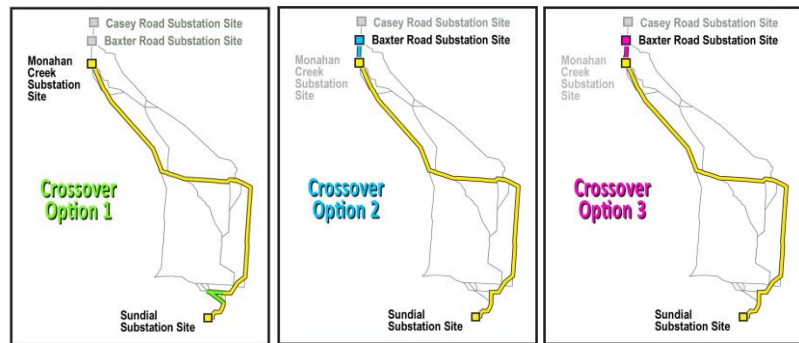 Casey Road Substation Site
Baxter Road Substation Site
Monahan
Creek
Substation
Site
Crossover
Option 1
Sundial
Substation Site
Casey Road Substation Site
Baxter Road Substation Site
Monahan
Creek
Substation
Site
Crossover
Option 2
Sundial
Substation Site
Casey Road Substation Site
Baxter Road Substation Site
Monahan
Creek
Substation
Site
Crossover
Option 3
Sundial
Substation Site